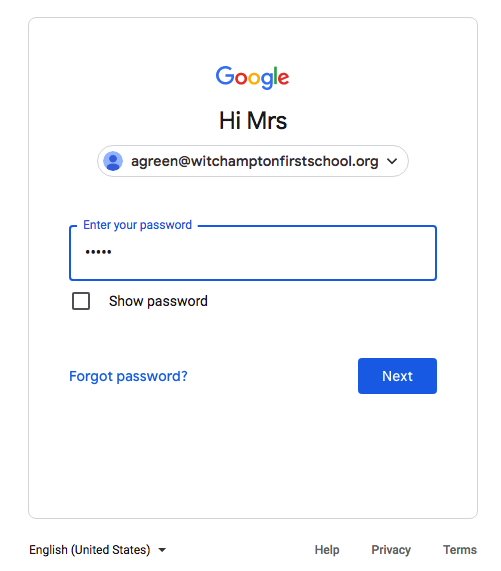 Google
Hi Mrs
agreen@witchamptonfirstschool.org
Enter your password
•••••
Show password
Forgot password?
Next
English (United States)
Help Privacy Terms